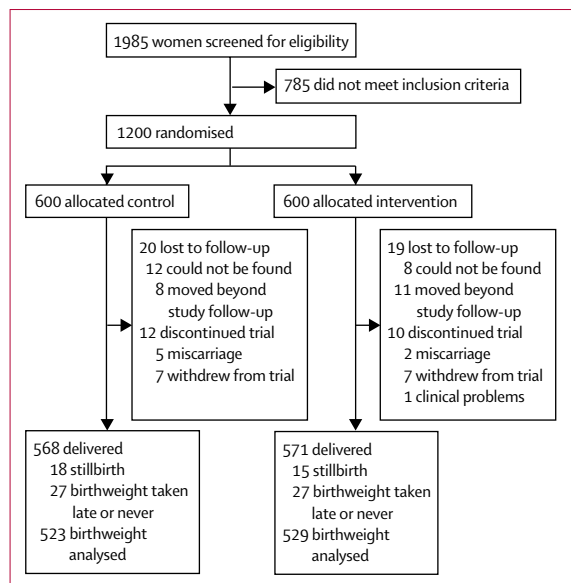 1985 women screened for eligibility
785 did not meet inclusion criteria
1200 randomised
600 allocated control
600 allocated intervention
20 lost to follow-up
12 could not be found
8 moved beyond
study follow-up
12 discontinued trial
5 miscarriage
7 withdrew from trial
19 lost to follow-up
8 could not be found
11 moved beyond
study follow-up
10 discontinued trial
2 miscarriage
7 withdrew from trial
1 clinical problems
568 delivered
18 stillbirth
27 birthweight taken
late or never
523 birthweight
analysed
571 delivered
15 stillbirth
27 birthweight taken
late or never
529 birthweight
analysed